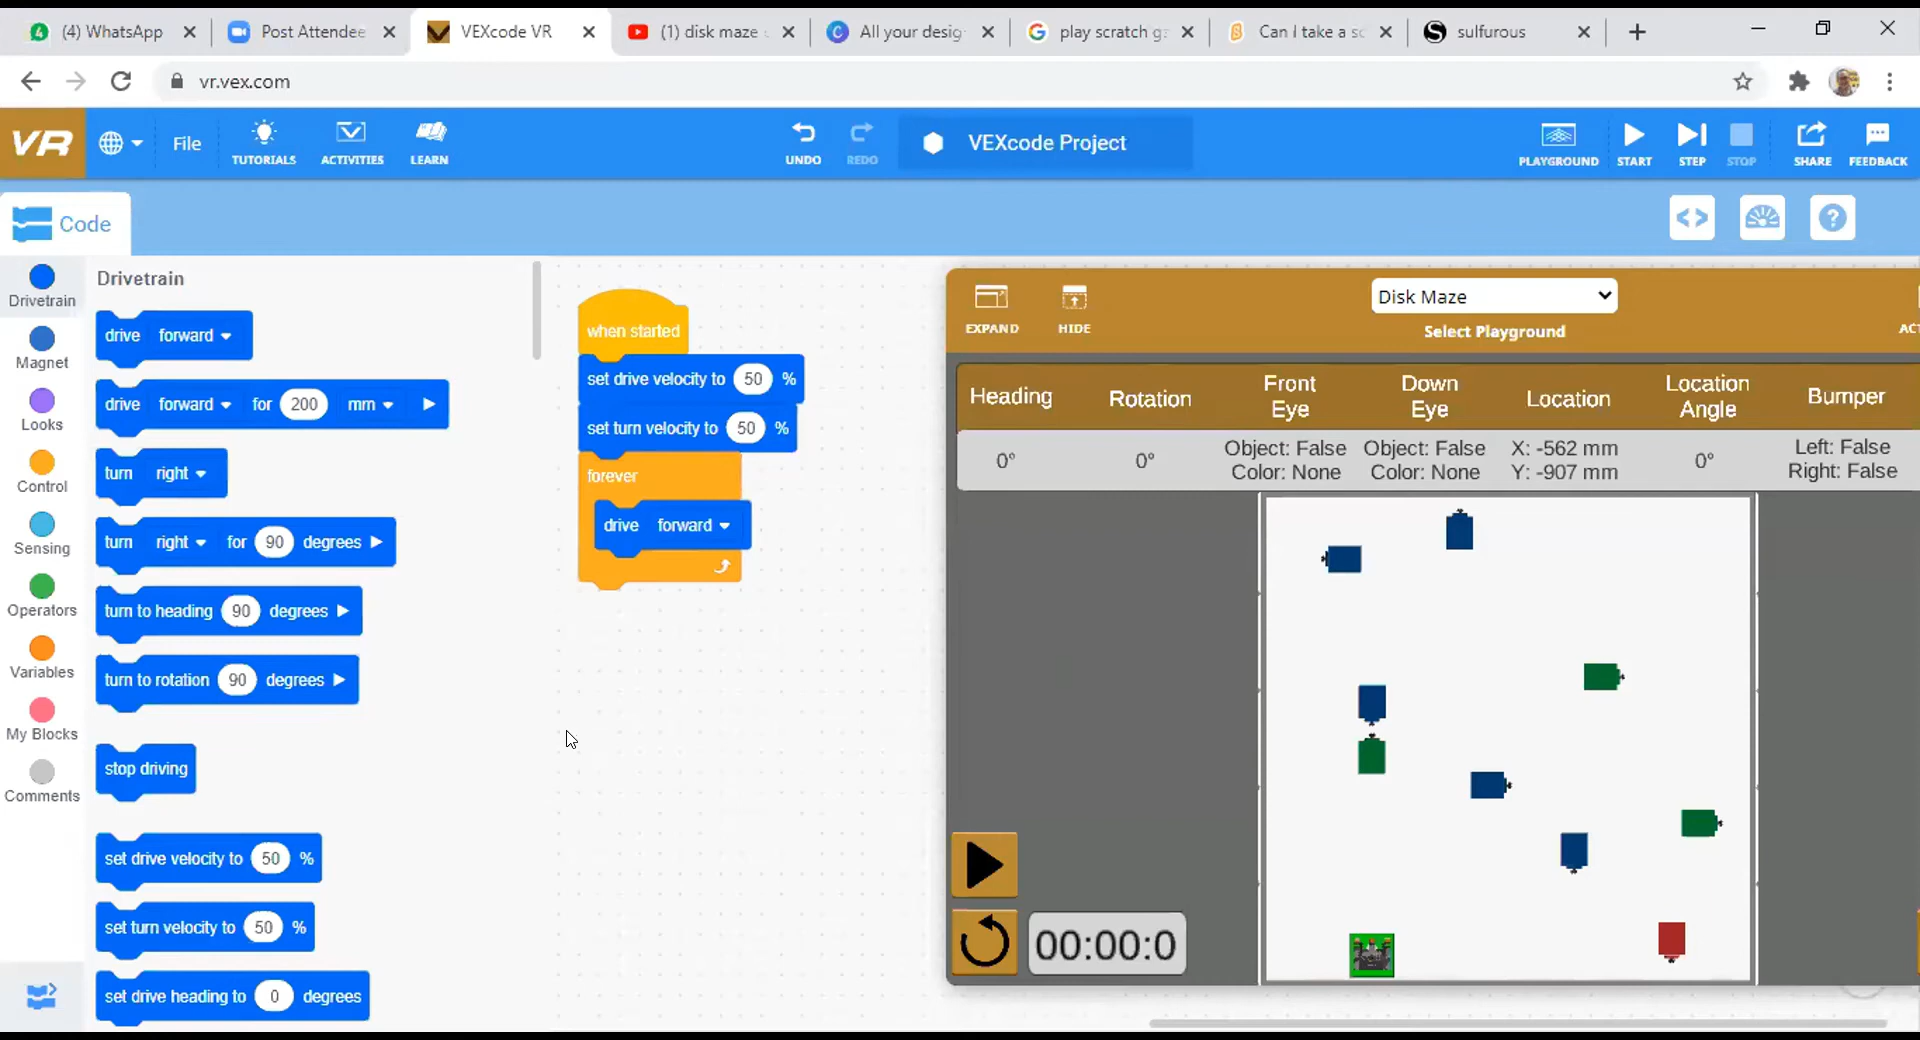 (4) WhatsApp
Post Attendee
VEXcode VR
(1) disk maze
All your desig
play scratch g
Can I take a sc
sulfurous
vr.vex.com
VR
File
TUTORIALS
ACTIVITIES
LEARN
UNDO
REDO
VEXcode Project
PLAYGROUND
START
STEP
STOP
SHARE
FEEDBACK
Code
Drivetrain
Magnet
Looks
Control
Sensing
Operators
Variables
My Blocks
Comments
Drivetrain
drive forward
drive forward for 200 mm
turn right
turn right for 90 degrees
turn to heading 90 degrees
turn to rotation 90 degrees
stop driving
set drive velocity to 50 %
set turn velocity to 50 %
set drive heading to 0 degrees
when started
set drive velocity to 50 %
set turn velocity to 50 %
forever
drive forward
EXPAND
HIDE
Disk Maze
Select Playground
Heading
Rotation
Front
Eye
Down
Eye
Location
Location
Angle
Bumper
0°
0°
Object: False
Color: None
Object: False
Color: None
X: -562 mm
Y: -907 mm
0°
Left: False
Right: False
00:00:0